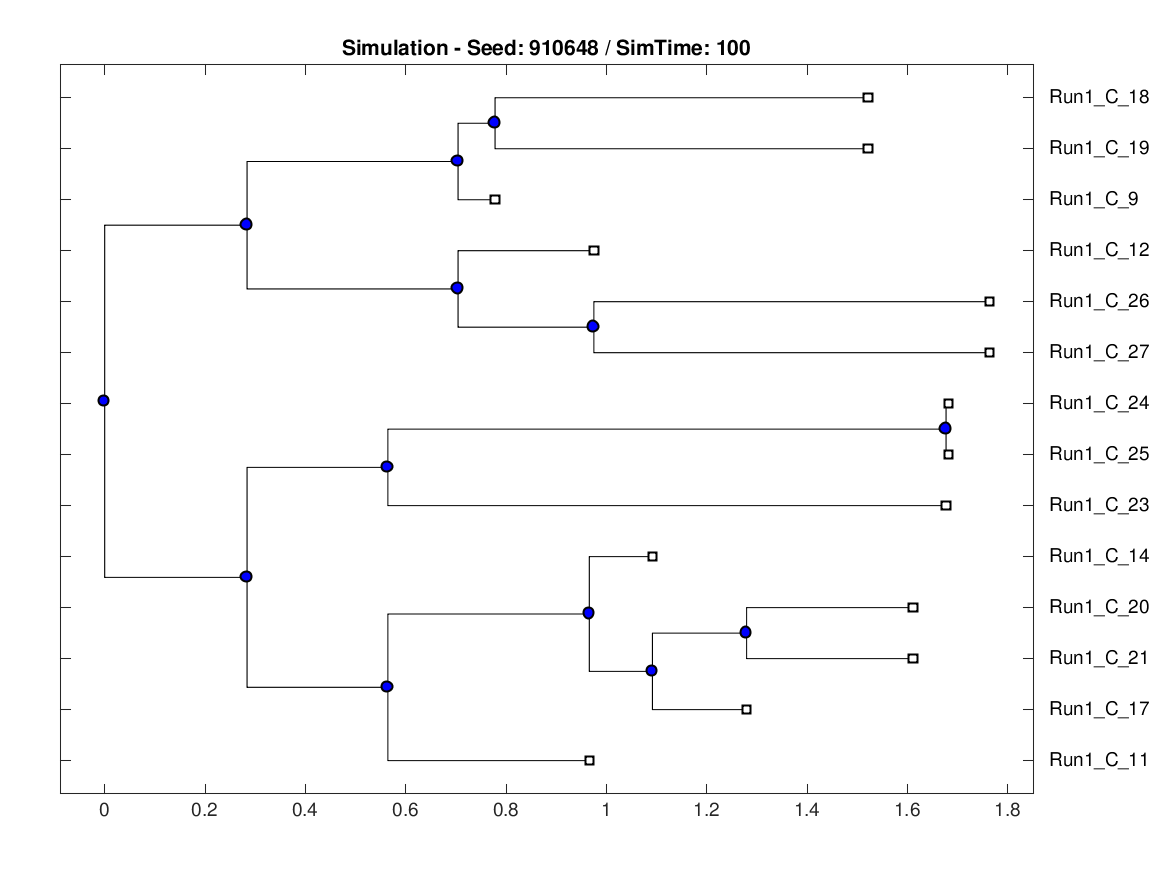 Simulation - Seed: 910648 / SimTime: 100
Run1_C_18
Run1_C_19
Run1_C_9
Run1_C_12
Run1_C_26
Run1_C_27
Run1_C_24
Run1_C_25
Run1_C_23
Run1_C_14
Run1_C_20
Run1_C_21
Run1_C_17
Run1_C_11
0 0.2 0.4 0.6 0.8 1 1.2 1.4 1.6 1.8